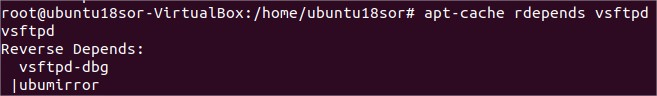 root@ubuntu18sor-VirtualBox:/home/ubuntu18sor# apt-cache rdepends vsftpd
vsftpd
Reverse Depends:
  vsftpd-dbg
 |ubumirror